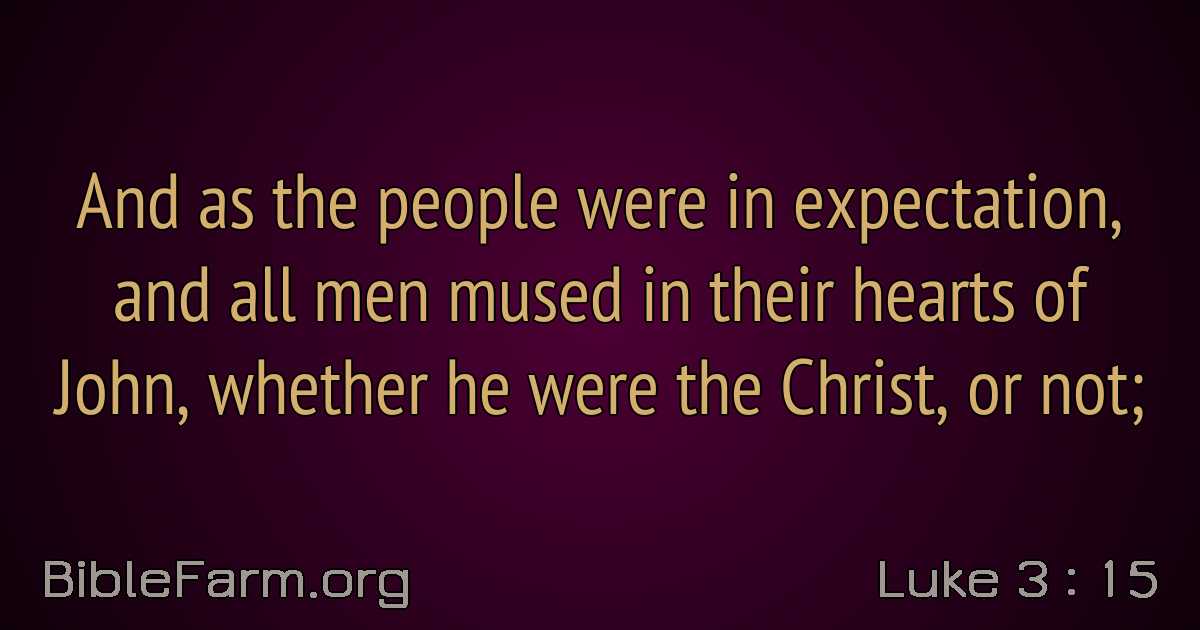 And as the people were in expectation,
and all men mused in their hearts of
John, whether he were the Christ, or not;
BibleFarm.org
Luke 3 : 15